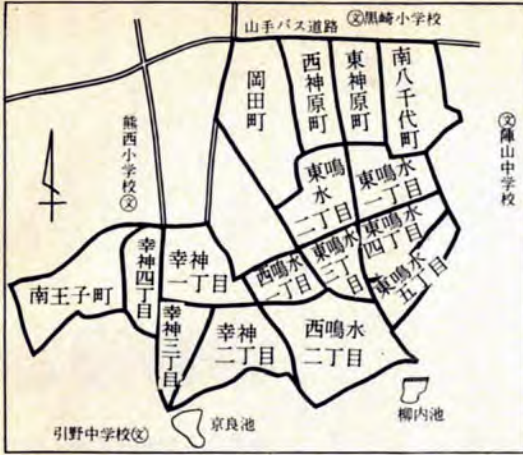 山手バス道路
㊫黒崎小学校
岡田町
西神原町
東神原町
南八千代町
熊西小学校㊫
㊫陣山中学校
東鳴水
二丁目
東鳴水
一丁目
東鳴水
四丁目
東鳴水
三丁目
東鳴水
五丁目
西鳴水
一丁目
幸神
一丁目
幸神四丁目
南王子町
幸神三丁目
幸神
二丁目
西鳴水
二丁目
引野中学校㊫
京良池
柳内池